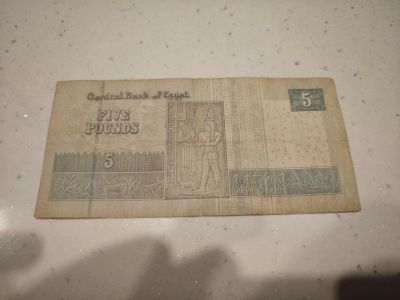 Central Bank of Egypt
5
FIVE
POUNDS
5